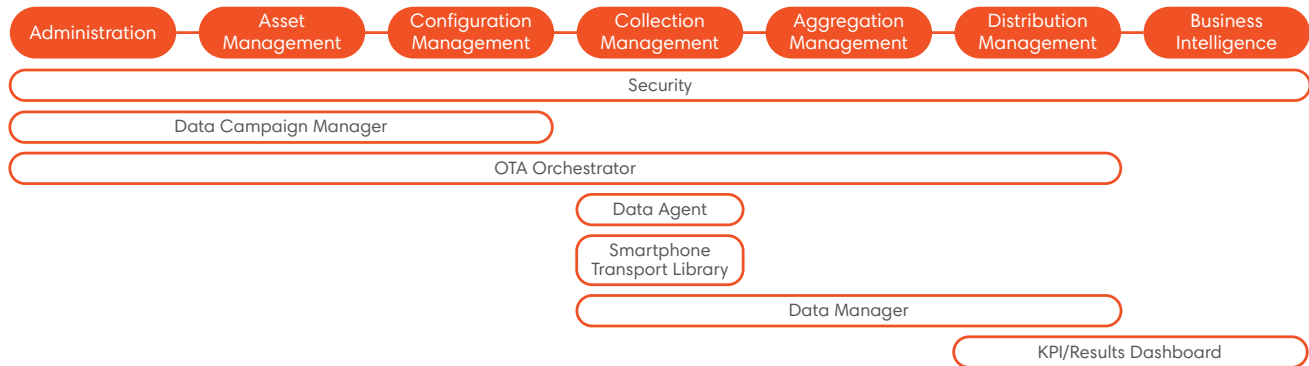 Administration
Asset
Management
Configuration
Management
Collection
Management
Aggregation
Management
Distribution
Management
Business
Intelligence
Security
Data Campaign Manager
OTA Orchestrator
Data Agent
Smartphone
Transport Library
Data Manager
KPI/Results Dashboard